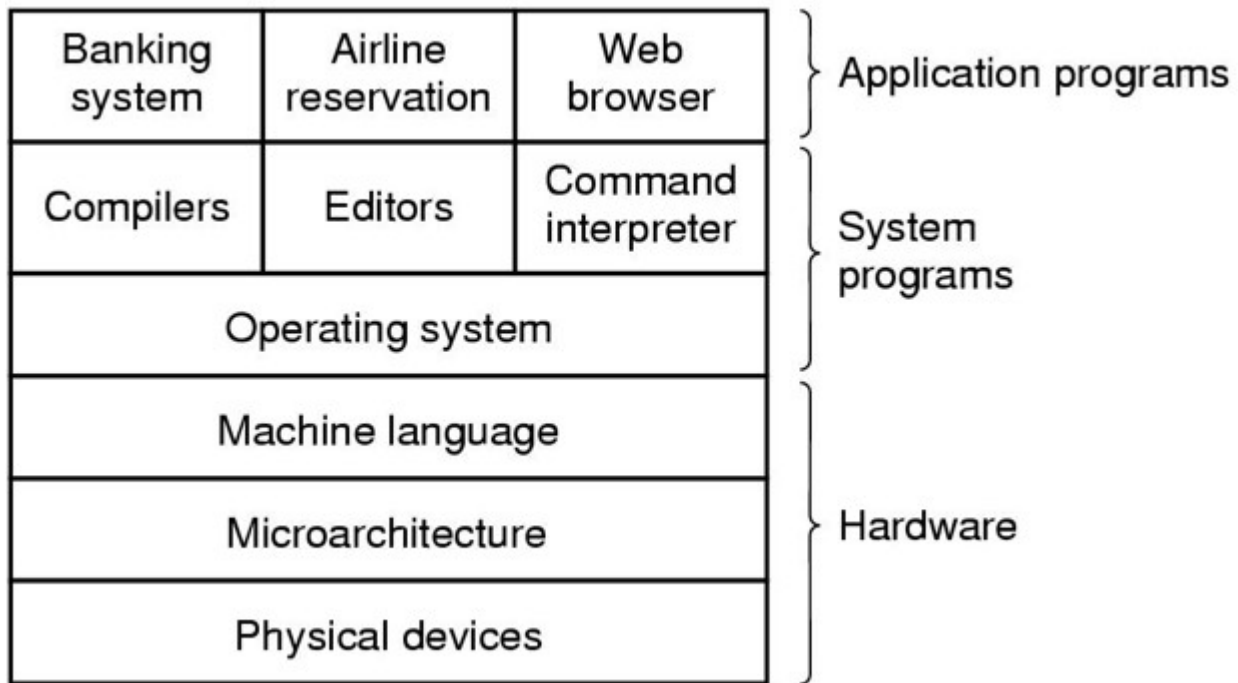 Banking
system
Airline
reservation
Web
browser
Application programs
Compilers
Editors
Command
interpreter
System
programs
Operating system
Machine language
Microarchitecture
Hardware
Physical devices